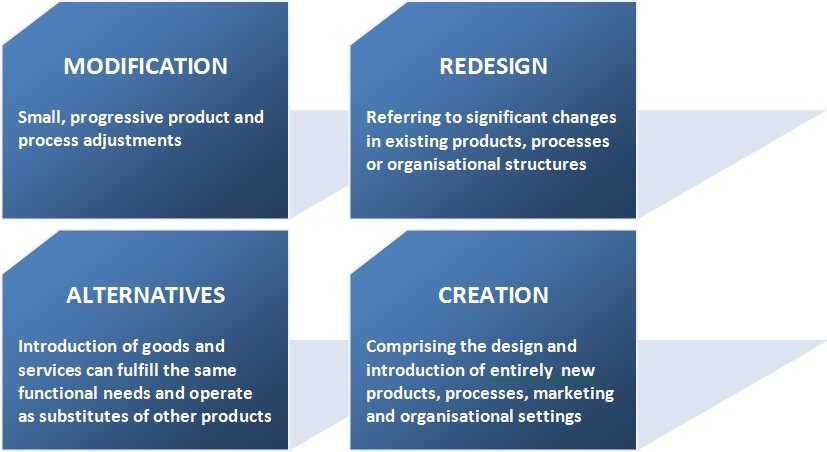 MODIFICATION
Small, progressive product and
process adjustments
REDESIGN
Referring to significant changes
in existing products, processes
or organisational structures
ALTERNATIVES
Introduction of goods and
services can fulfill the same
functional needs and operate
as substitutes of other products
CREATION
Comprising the design and
introduction of entirely  new
products, processes, marketing
and organisational settings